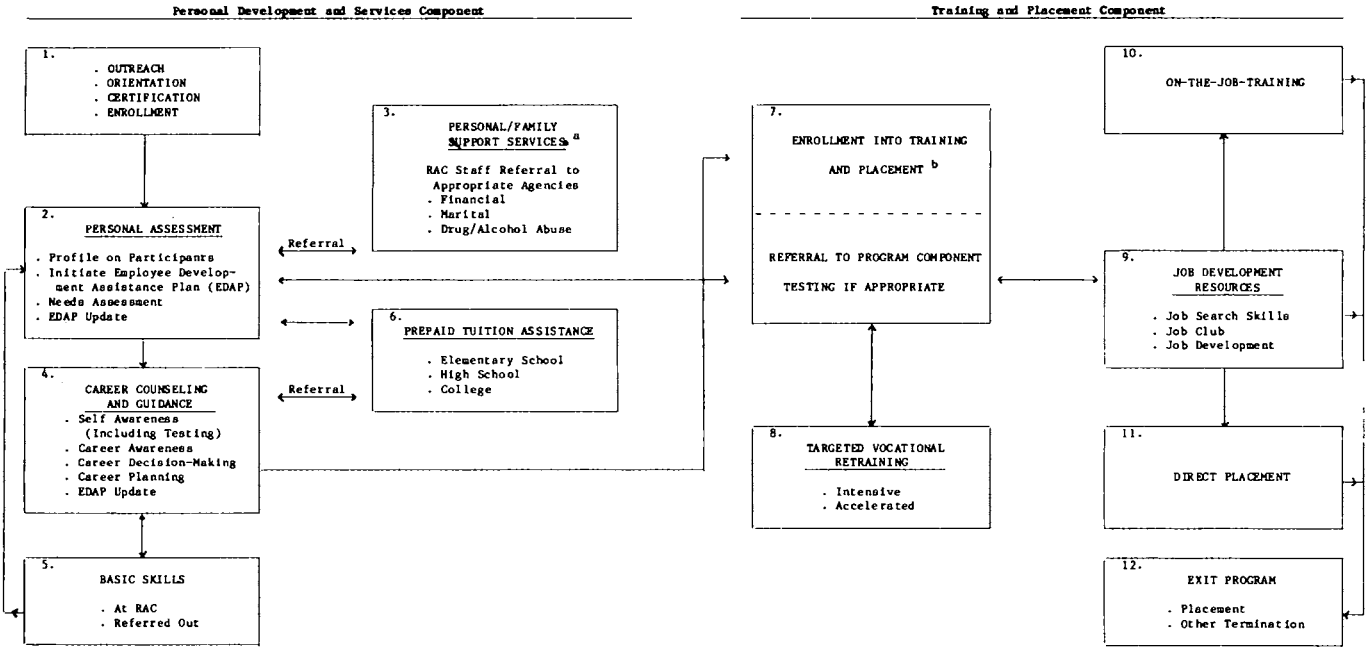 Personal Development and Services Component
Training and Placement Component
1.
. OUTREACH
. ORIENTATION
. CERTIFICATION
. ENROLLMENT
2.
PERSONAL ASSESSMENT
. Profile on Participants
. Initiate Employee Develop-
ment Assistance Plan (EDAP)
. Needs Assessment
. EDAP Update
3.
PERSONAL/FAMILY
SUPPORT SERVICES a
RAC Staff Referral to
Appropriate Agencies
. Financial
. Marital
. Drug/Alcohol Abuse
Referral
4.
CAREER COUNSELING
AND GUIDANCE
. Self Awareness
(Including Testing)
. Career Awareness
. Career Decision-Making
. Career Planning
. EDAP Update
Referral
5.
BASIC SKILLS
. At RAC
. Referred Out
6.
PREPAID TUITION ASSISTANCE
. Elementary School
. High School
. College
7.
ENROLLMENT INTO TRAINING
AND PLACEMENT b
REFERRAL TO PROGRAM COMPONENT
TESTING IF APPROPRIATE
8.
TARGETED VOCATIONAL
RETRAINING
. Intensive
. Accelerated
9.
JOB DEVELOPMENT
RESOURCES
. Job Search Skills
. Job Club
. Job Development
10.
ON-THE-JOB-TRAINING
11.
DIRECT PLACEMENT
12.
EXIT PROGRAM
. Placement
. Other Termination